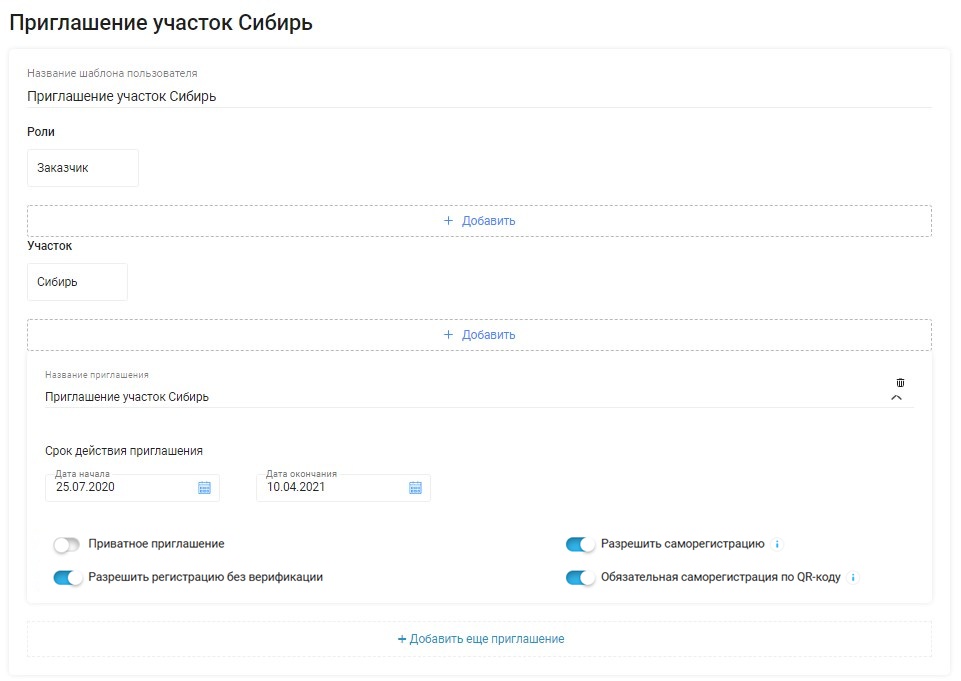 Приглашение участок Сибирь
Название шаблона пользователя
Приглашение участок Сибирь
Роли
Заказчик
+ Добавить
Участок
Сибирь
+ Добавить
Название приглашения
Приглашение участок Сибирь
Срок действия приглашения
Дата начала Дата окончания
25.07.2020 10.04.2021
Приватное приглашение Разрешить саморегистрацию i
Разрешить регистрацию без верификации Обязательная саморегистрация по QR-коду i
+ Добавить еще приглашение